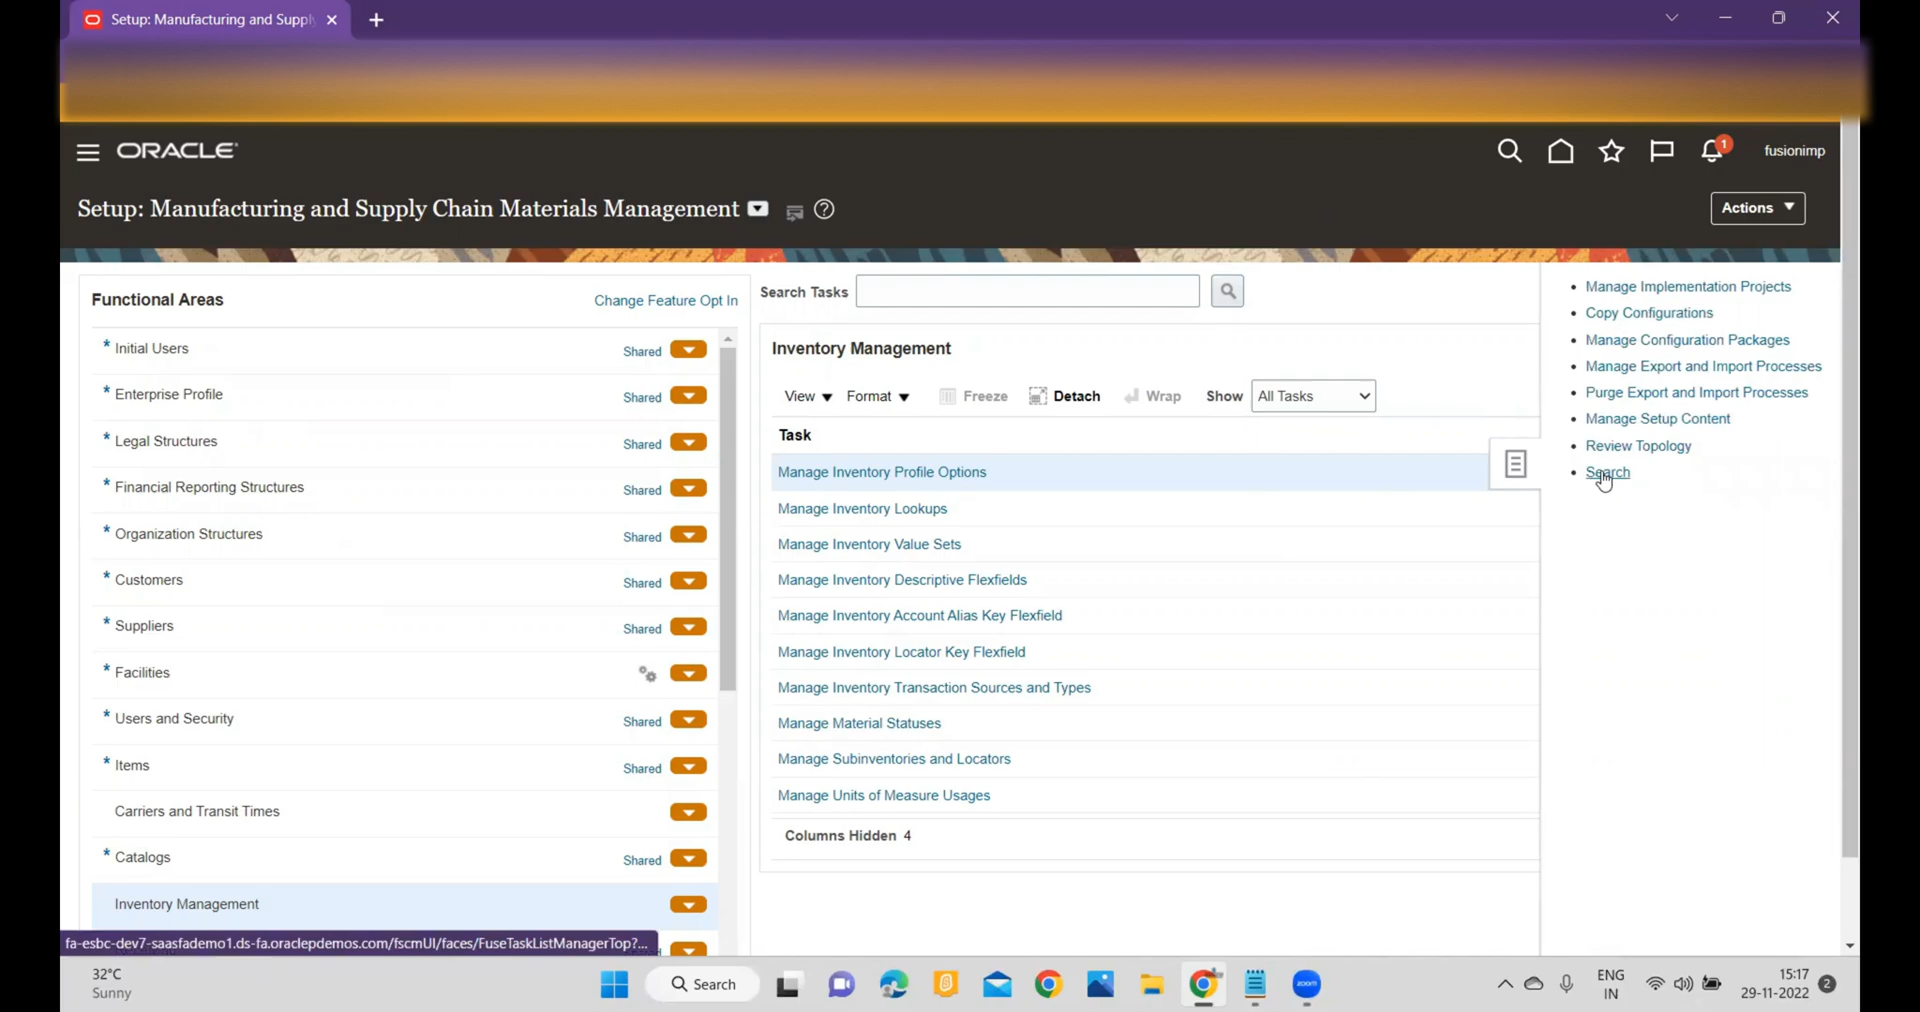 Setup: Manufacturing and Suppl
ORACLE
1
fusionimp
Setup: Manufacturing and Supply Chain Materials Management
Actions
Functional Areas
Change Feature Opt In
* Initial Users Shared
* Enterprise Profile Shared
* Legal Structures Shared
* Financial Reporting Structures Shared
* Organization Structures Shared
* Customers Shared
* Suppliers Shared
* Facilities
* Users and Security Shared
* Items Shared
Carriers and Transit Times
* Catalogs Shared
Inventory Management
Search Tasks
Inventory Management
View Format Freeze Detach Wrap Show All Tasks
Task
Manage Inventory Profile Options
Manage Inventory Lookups
Manage Inventory Value Sets
Manage Inventory Descriptive Flexfields
Manage Inventory Account Alias Key Flexfield
Manage Inventory Locator Key Flexfield
Manage Inventory Transaction Sources and Types
Manage Material Statuses
Manage Subinventories and Locators
Manage Units of Measure Usages
Columns Hidden 4
• Manage Implementation Projects
• Copy Configurations
• Manage Configuration Packages
• Manage Export and Import Processes
• Purge Export and Import Processes
• Manage Setup Content
• Review Topology
• Search
fa-esbc-dev7-saasfademo1.ds-fa.oraclepdemos.com/fscmUI/faces/FuseTaskListManagerTop?...
32°C
Sunny
Search
zoom
ENG
IN
15:17
29-11-2022
2